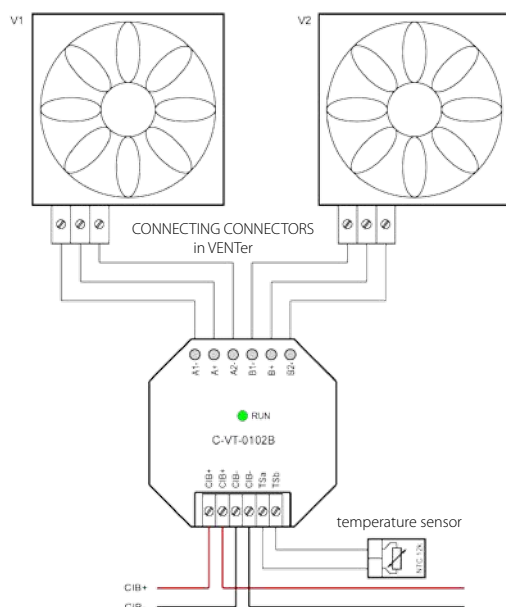 V1
V2
CONNECTING CONNECTORS
in VENTer
A1-
A+
A2-
B1-
B+
B2-
RUN
C-VT-0102B
CIB+
CIB+
CIB-
CIB-
TSa
TSb
temperature sensor
NTC 12k
CIB+
CIB-